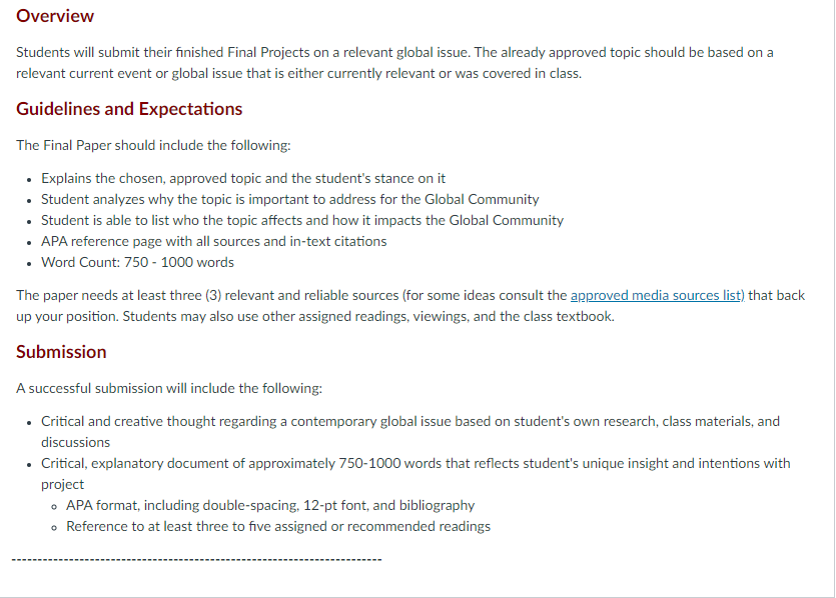 Overview
Students will submit their finished Final Projects on a relevant global issue. The already approved topic should be based on a
relevant current event or global issue that is either currently relevant or was covered in class.
Guidelines and Expectations
The Final Paper should include the following:
• Explains the chosen, approved topic and the student's stance on it
• Student analyzes why the topic is important to address for the Global Community
• Student is able to list who the topic affects and how it impacts the Global Community
• APA reference page with all sources and in-text citations
• Word Count: 750 - 1000 words
The paper needs at least three (3) relevant and reliable sources (for some ideas consult the approved media sources list) that back
up your position. Students may also use other assigned readings, viewings, and the class textbook.
Submission
A successful submission will include the following:
• Critical and creative thought regarding a contemporary global issue based on student's own research, class materials, and
discussions
• Critical, explanatory document of approximately 750-1000 words that reflects student's unique insight and intentions with
project
◦ APA format, including double-spacing, 12-pt font, and bibliography
◦ Reference to at least three to five assigned or recommended readings
------------------------------------------------------------------------